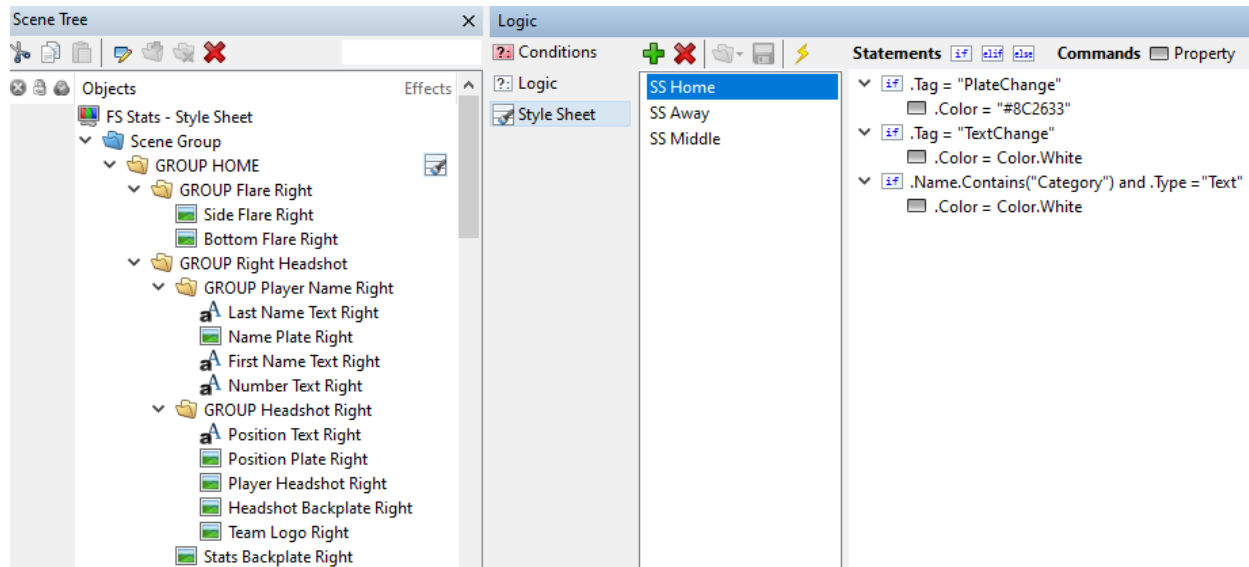 Scene Tree
Objects
Effects
FS Stats - Style Sheet
Scene Group
GROUP HOME
GROUP Flare Right
Side Flare Right
Bottom Flare Right
GROUP Right Headshot
GROUP Player Name Right
Last Name Text Right
Name Plate Right
First Name Text Right
Number Text Right
GROUP Headshot Right
Position Text Right
Position Plate Right
Player Headshot Right
Headshot Backplate Right
Team Logo Right
Stats Backplate Right
Logic
Conditions
Logic
Style Sheet
SS Home
SS Away
SS Middle
Statements if elif else Commands Property
if .Tag = "PlateChange"
.Color = "#8C2633"
if .Tag = "TextChange"
.Color = Color.White
if .Name.Contains("Category") and .Type ="Text"
.Color = Color.White